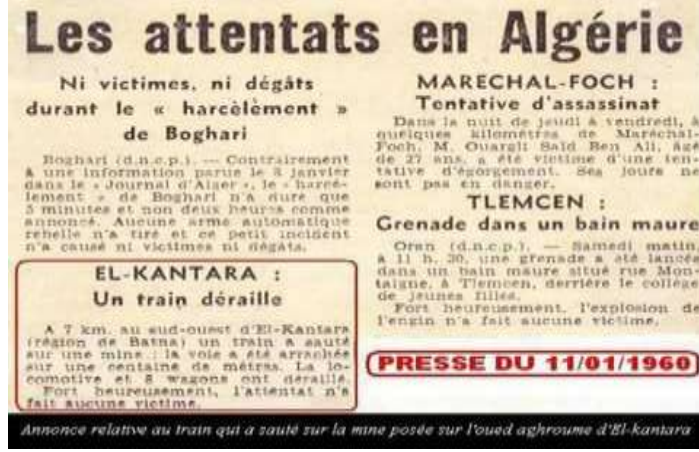 Les attentats en Algérie
Ni victimes, ni dégâts
durant le « harcèlement »
de Boghari
Boghari (d.n.c.p.). — Contrairement
à une information parue le 8 janvier
dans le « Journal d'Alger », le « harcè-
lement » de Boghari n'a duré que
5 minutes et non deux heures comme
annoncé. Aucune arme automatique
rebelle n'a tiré et ce petit incident
n'a causé ni victimes ni dégâts.
EL-KANTARA :
Un train déraille
A 7 km. au sud-ouest d'El-Kantara
(région de Batna) un train a sauté
sur une mine ; la voie a été arrachée
sur une centaine de mètres. La lo-
comotive et 8 wagons ont déraillé.
Fort heureusement, l'attentat n'a
fait aucune victime.
MARECHAL-FOCH :
Tentative d'assassinat
Dans la nuit de jeudi à vendredi, à
quelques kilomètres de Maréchal-
Foch, M. Ouargli Saïd Ben Ali, âgé
de 27 ans, a été victime d'une ten-
tative d'égorgement. Ses jours ne
sont pas en danger.
TLEMCEN :
Grenade dans un bain maure
Oran (d.n.c.p.). — Samedi matin
à 11 h. 30, une grenade a été lancée
dans un bain maure situé rue Mon-
taigne, à Tlemcen, derrière le collège
de jeunes filles.
Fort heureusement, l'explosion de
l'engin n'a fait aucune victime.
PRESSE DU 11/01/1960
Annonce relative au train qui a sauté sur la mine posée sur l'oued aghroume d'El-kantara